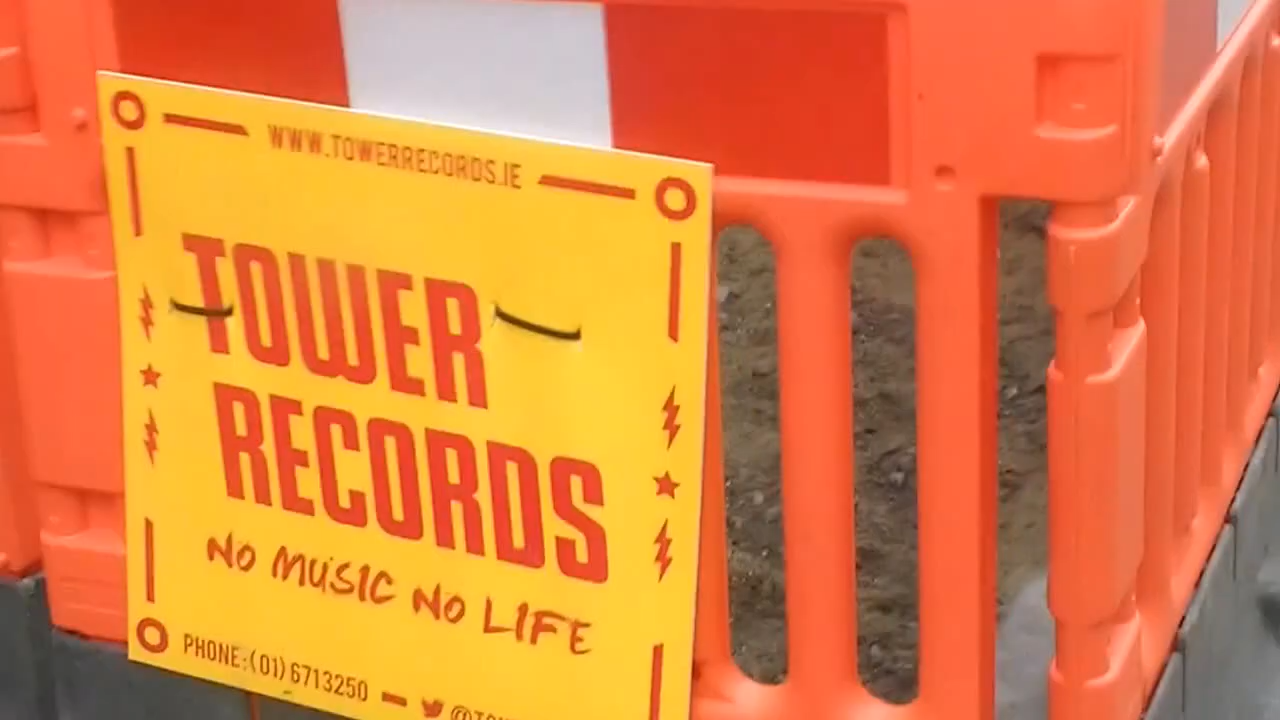 WWW.TOWERRECORDS.IE
TOWER
RECORDS
NO MUSIC NO LIFE
PHONE:(01)6713250